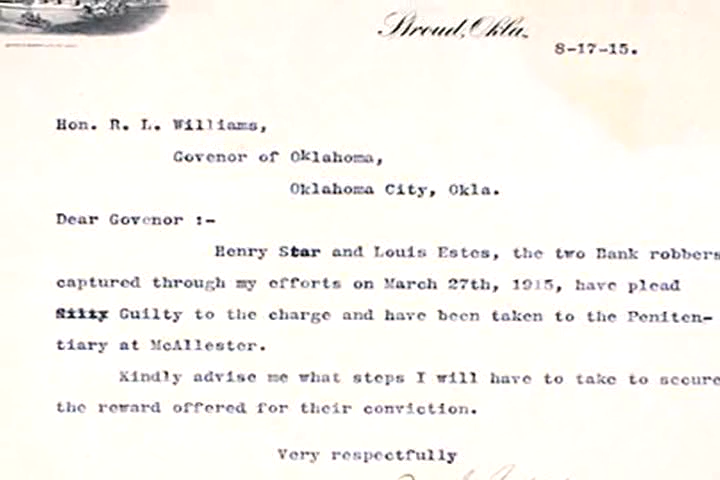 Stroud, Okla.
8-17-15.
Hon. R. L. Williams,
Govenor of Oklahoma,
Oklahoma City, Okla.
Dear Govenor :-
Henry Star and Louis Estes, the two Bank robbers
captured through my efforts on March 27th, 1915, have plead
Guilty to the charge and have been taken to the Peniten-
tiary at McAllester.
Kindly advise me what steps I will have to take to secure
the reward offered for their conviction.
Very respectfully